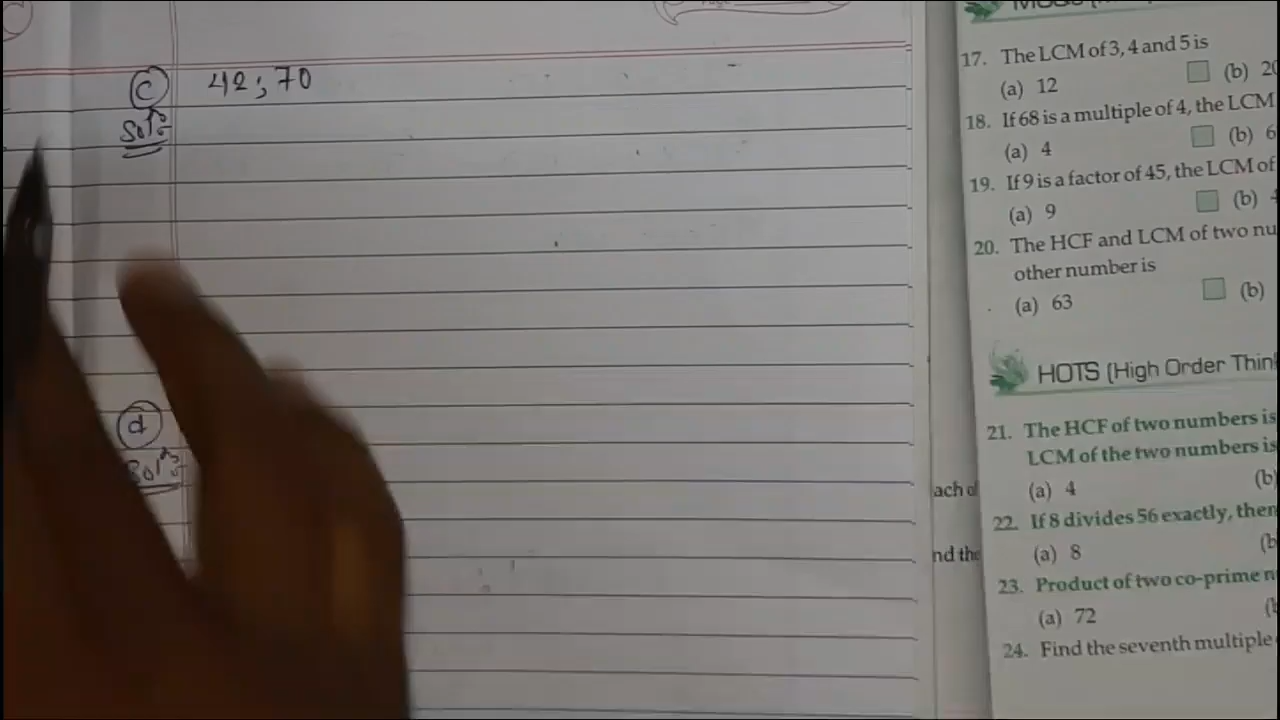 (c) 42, 70
Solⁿ
(d)
Solⁿ
17. The LCM of 3, 4 and 5 is
(a) 12 (b) 20
18. If 68 is a multiple of 4, the LCM
(a) 4 (b) 6
19. If 9 is a factor of 45, the LCM of
(a) 9 (b)
20. The HCF and LCM of two nu
other number is
(a) 63 (b)
HOTS (High Order Thin
21. The HCF of two numbers is
LCM of the two numbers is
(a) 4 (b)
22. If 8 divides 56 exactly, then
(a) 8 (b
23. Product of two co-prime n
(a) 72
24. Find the seventh multiple
ach o
nd the